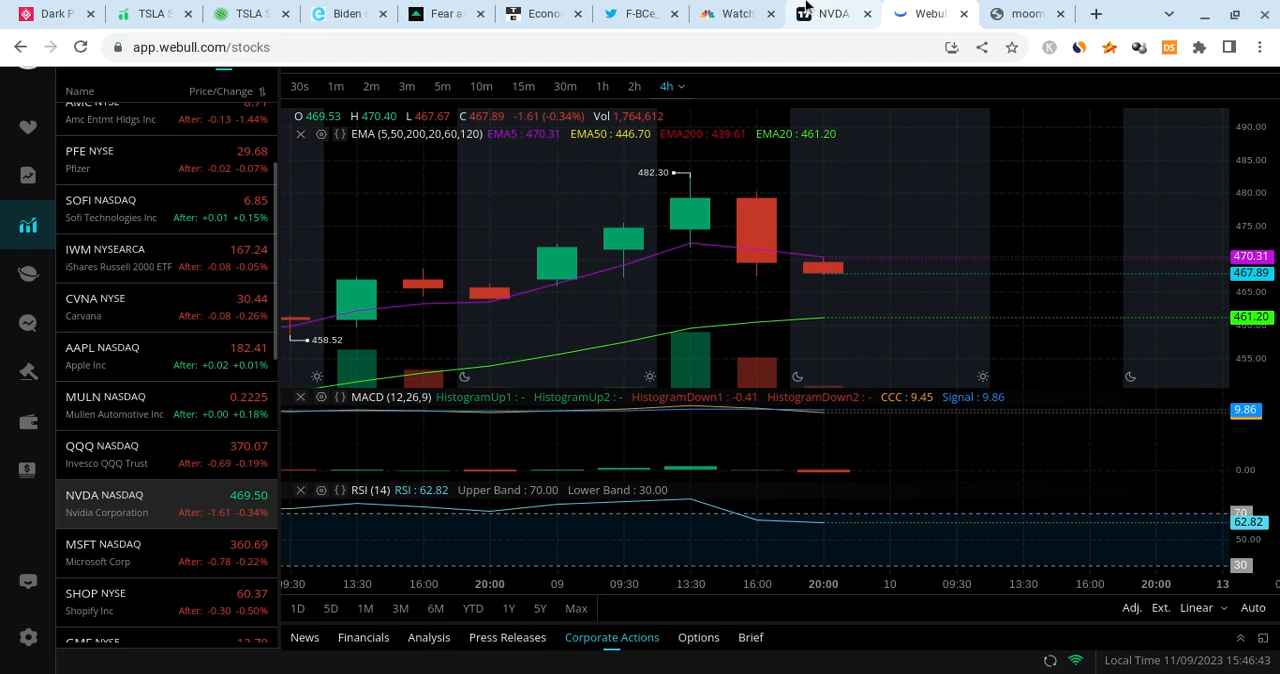 Dark P
TSLA S
TSLA S
Biden s
Fear a
Econo
F-BCe_
Watch
NVDA
Webul
moom
app.webull.com/stocks
DS
30s 1m 2m 3m 5m 10m 15m 30m 1h 2h 4h
Name Price/Change
AMC NYSE 8.71
Amc Entmt Hldgs Inc After: -0.13 -1.44%
PFE NYSE 29.68
Pfizer After: -0.02 -0.07%
SOFI NASDAQ 6.85
Sofi Technologies Inc After: +0.01 +0.15%
IWM NYSEARCA 167.24
iShares Russell 2000 ETF After: -0.08 -0.05%
CVNA NYSE 30.44
Carvana After: -0.08 -0.26%
AAPL NASDAQ 182.41
Apple Inc After: +0.02 +0.01%
MULN NASDAQ 0.2225
Mullen Automotive Inc After: +0.00 +0.18%
QQQ NASDAQ 370.07
Invesco QQQ Trust After: -0.69 -0.19%
NVDA NASDAQ 469.50
Nvidia Corporation After: -1.61 -0.34%
MSFT NASDAQ 360.69
Microsoft Corp After: -0.78 -0.22%
SHOP NYSE 60.37
Shopify Inc After: -0.30 -0.50%
GME NYSE 12.70
O 469.53 H 470.40 L 467.67 C 467.89 -1.61 (-0.34%) Vol 1,764,612
EMA (5,50,200,20,60,120) EMA5 : 470.31 EMA50 : 446.70 EMA200 : 439.61 EMA20 : 461.20
482.30
458.52
490.00
485.00
480.00
475.00
470.31
467.89
465.00
461.20
460.00
455.00
MACD (12,26,9) HistogramUp1 : - HistogramUp2 : - HistogramDown1 : -0.41 HistogramDown2 : - CCC : 9.45 Signal : 9.86
9.86
0.00
RSI (14) RSI : 62.82 Upper Band : 70.00 Lower Band : 30.00
70
62.82
50.00
30
09:30 13:30 16:00 20:00 09 09:30 13:30 16:00 20:00 10 09:30 13:30 16:00 20:00 13
1D 5D 1M 3M 6M YTD 1Y 5Y Max
Adj. Ext. Linear Auto
News Financials Analysis Press Releases Corporate Actions Options Brief
Local Time 11/09/2023 15:46:43